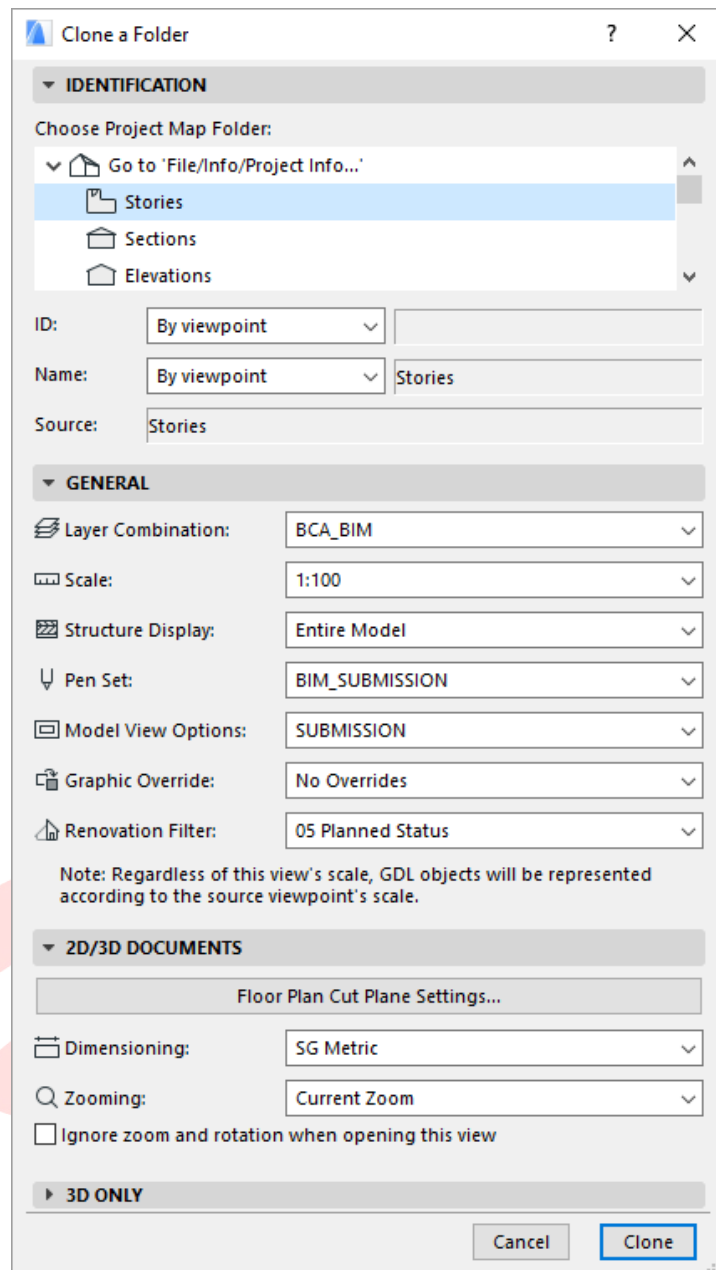 Clone a Folder
IDENTIFICATION
Choose Project Map Folder:
Go to 'File/Info/Project Info...'
Stories
Sections
Elevations
ID: By viewpoint
Name: By viewpoint Stories
Source: Stories
GENERAL
Layer Combination: BCA_BIM
Scale: 1:100
Structure Display: Entire Model
Pen Set: BIM_SUBMISSION
Model View Options: SUBMISSION
Graphic Override: No Overrides
Renovation Filter: 05 Planned Status
Note: Regardless of this view's scale, GDL objects will be represented
according to the source viewpoint's scale.
2D/3D DOCUMENTS
Floor Plan Cut Plane Settings...
Dimensioning: SG Metric
Zooming: Current Zoom
Ignore zoom and rotation when opening this view
3D ONLY
Cancel Clone